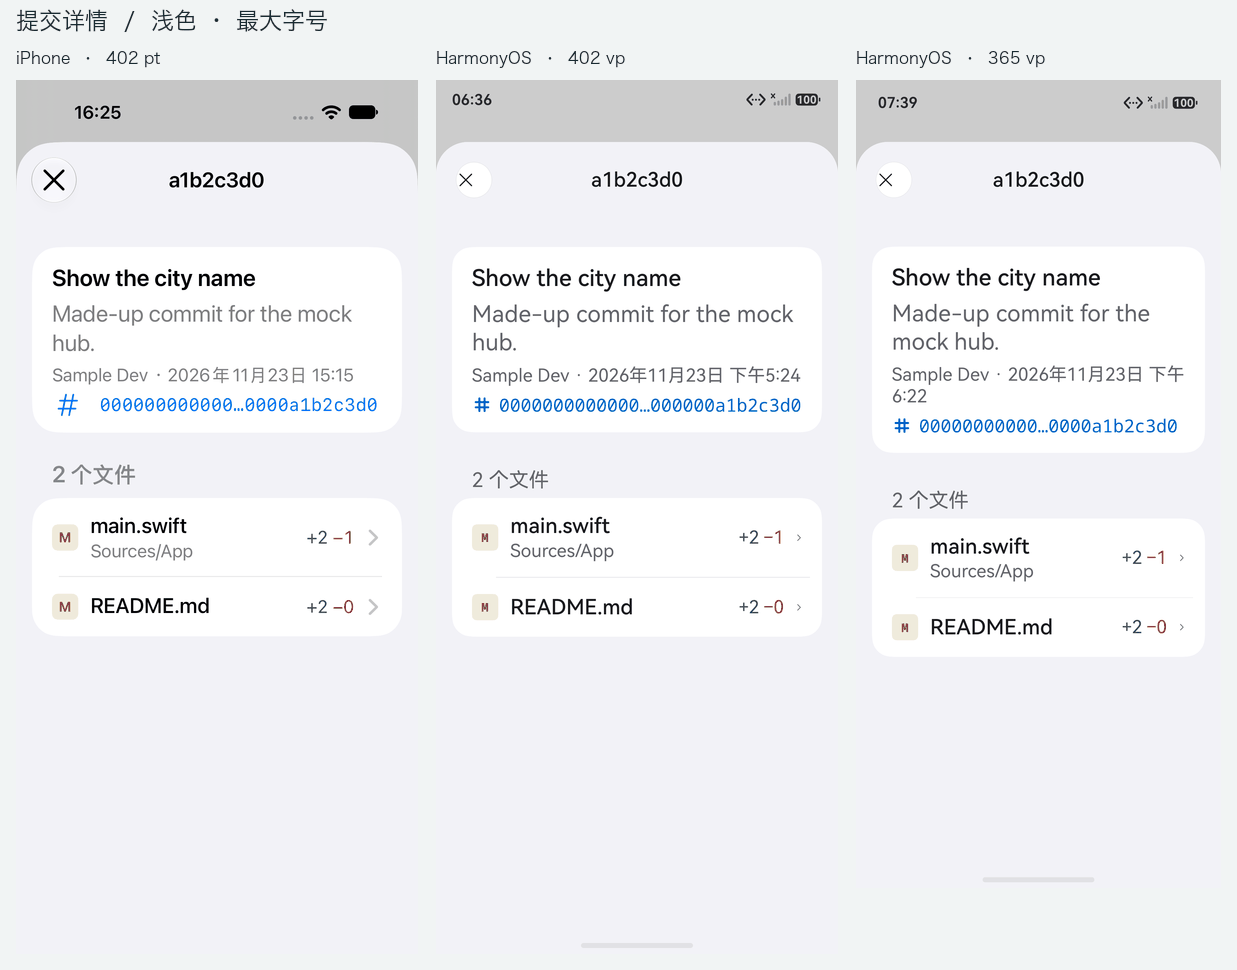 提交详情 / 浅色 · 最大字号
iPhone · 402 pt
16:25
a1b2c3d0
Show the city name
Made-up commit for the mock
hub.
Sample Dev · 2026年11月23日 15:15
# 000000000000…0000a1b2c3d0
2 个文件
M main.swift +2 −1
Sources/App
M README.md +2 −0
HarmonyOS · 402 vp
06:36 100
a1b2c3d0
Show the city name
Made-up commit for the mock
hub.
Sample Dev · 2026年11月23日 下午5:24
# 0000000000000…000000a1b2c3d0
2 个文件
M main.swift +2 −1
Sources/App
M README.md +2 −0
HarmonyOS · 365 vp
07:39 100
a1b2c3d0
Show the city name
Made-up commit for the
mock hub.
Sample Dev · 2026年11月23日 下午
6:22
# 00000000000…0000a1b2c3d0
2 个文件
M main.swift +2 −1
Sources/App
M README.md +2 −0